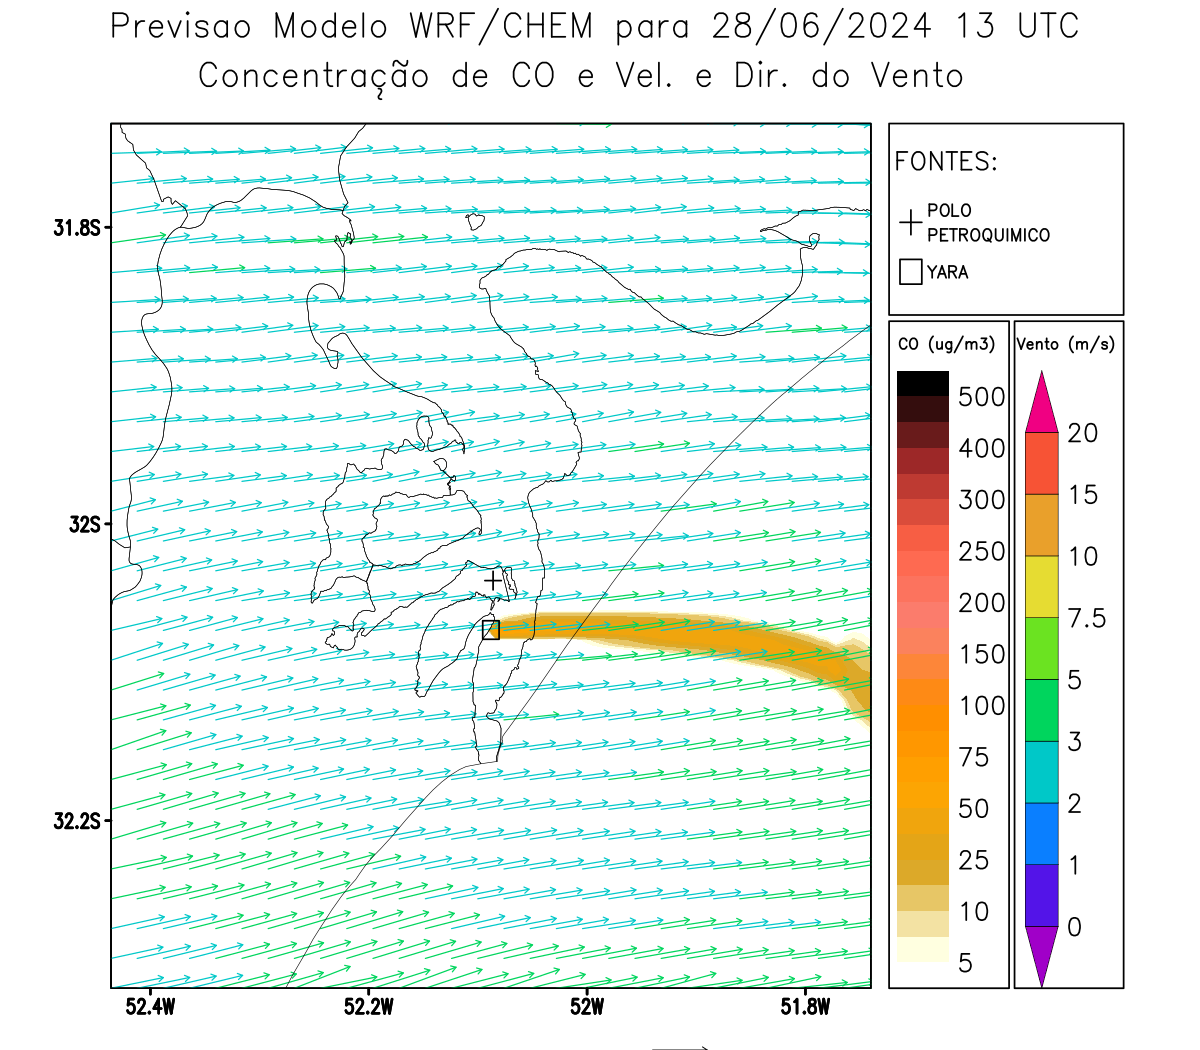 Previsao Modelo WRF/CHEM para 28/06/2024 13 UTC
Concentração de CO e Vel. e Dir. do Vento
FONTES:
POLO
PETROQUIMICO
YARA
31.8S
32S
32.2S
52.4W
52.2W
52W
51.8W
CO (ug/m3)
500
400
300
250
200
150
100
75
50
25
10
5
Vento (m/s)
20
15
10
7.5
5
3
2
1
0